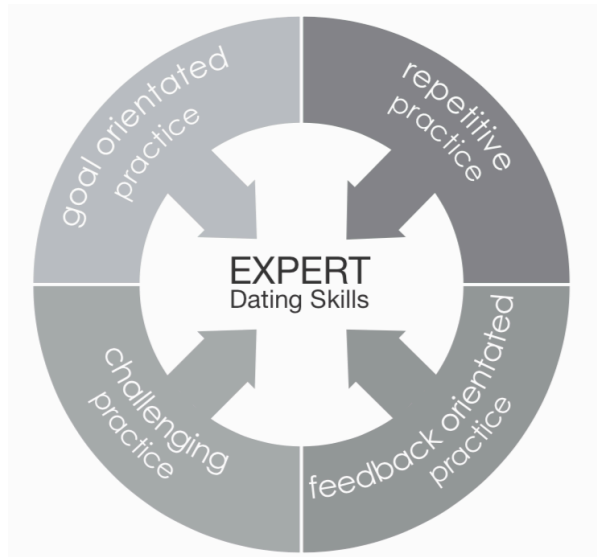 goal orientated
practice
repetitive
practice
EXPERT
Dating Skills
challenging
practice
feedback orientated
practice